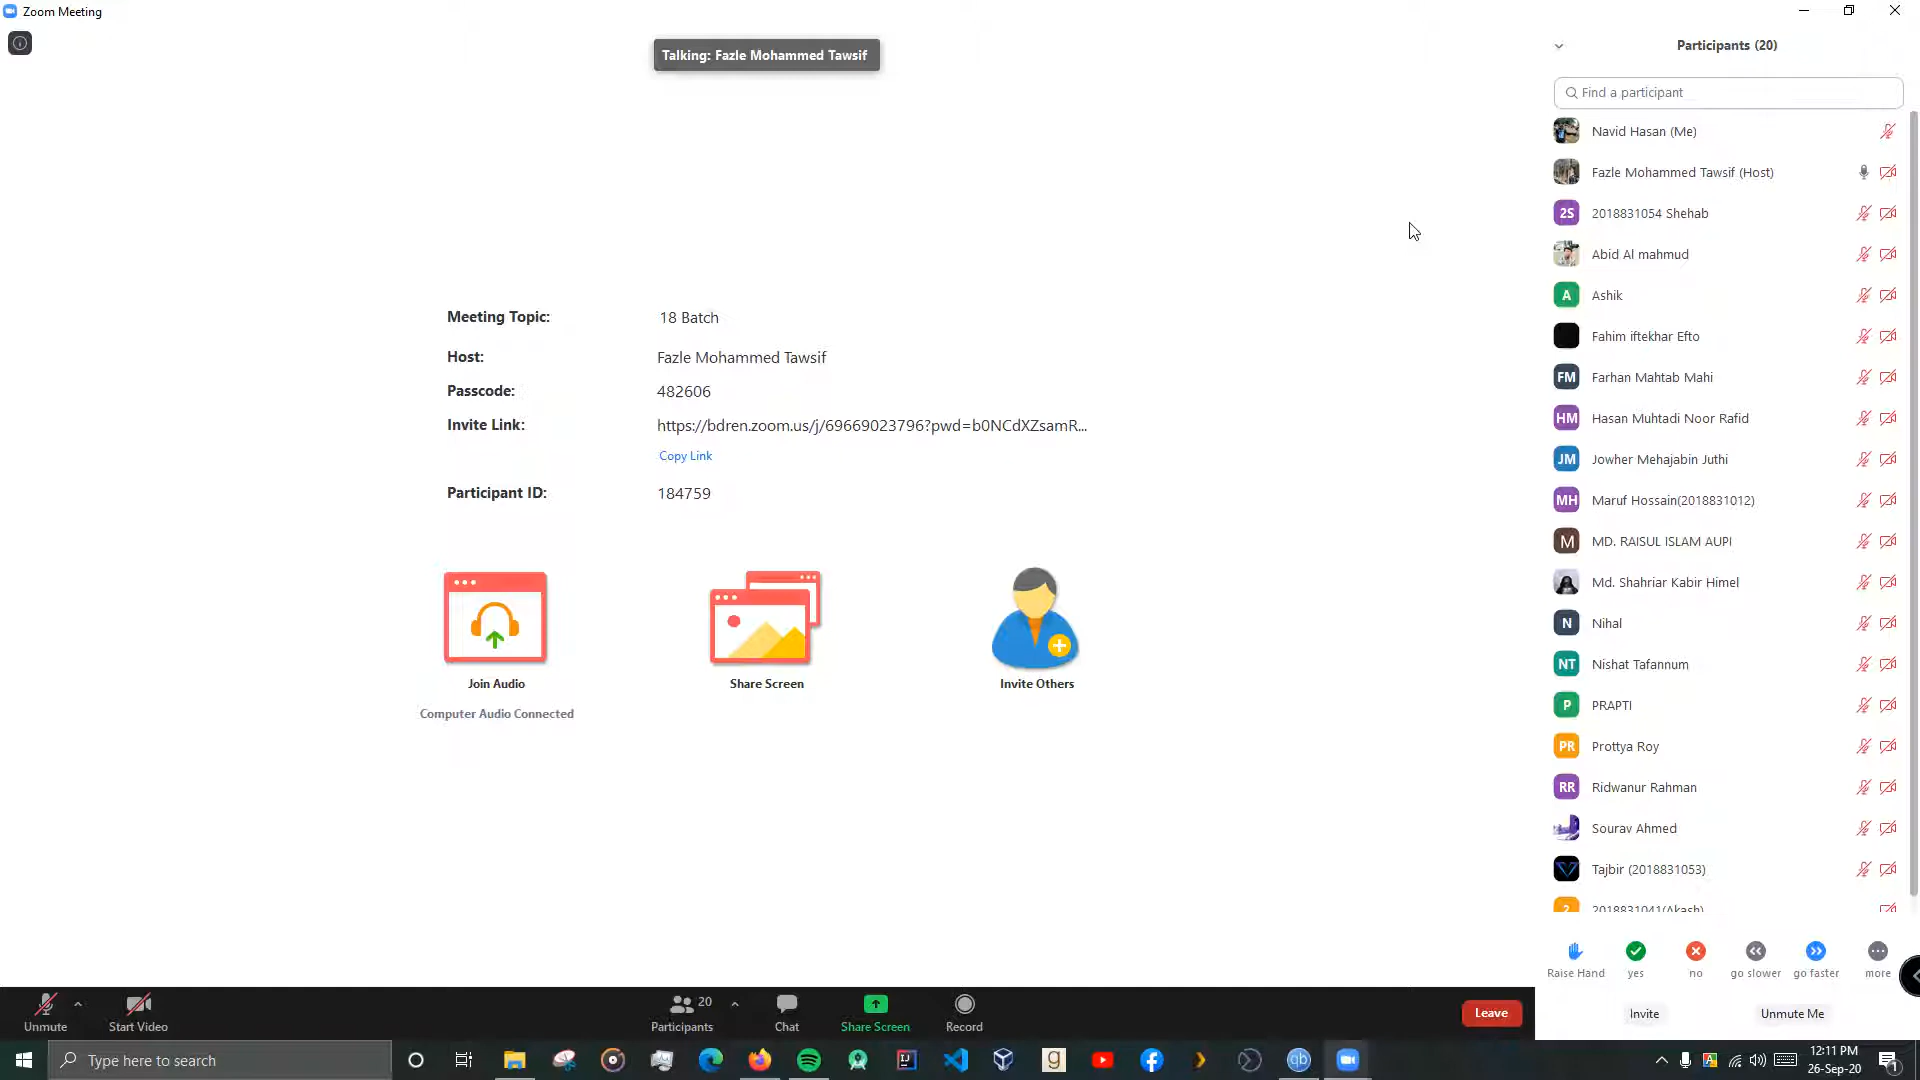 Zoom Meeting
Talking: Fazle Mohammed Tawsif
Meeting Topic: 18 Batch
Host: Fazle Mohammed Tawsif
Passcode: 482606
Invite Link: https://bdren.zoom.us/j/69669023796?pwd=b0NCdXZsamR...
Copy Link
Participant ID: 184759
Join Audio
Share Screen
Invite Others
Computer Audio Connected
Participants (20)
Find a participant
Navid Hasan (Me)
Fazle Mohammed Tawsif (Host)
2S 2018831054 Shehab
Abid Al mahmud
A Ashik
Fahim iftekhar Efto
FM Farhan Mahtab Mahi
HM Hasan Muhtadi Noor Rafid
JM Jowher Mehajabin Juthi
MH Maruf Hossain(2018831012)
M MD. RAISUL ISLAM AUPI
Md. Shahriar Kabir Himel
N Nihal
NT Nishat Tafannum
P PRAPTI
PR Prottya Roy
RR Ridwanur Rahman
Sourav Ahmed
Tajbir (2018831053)
2 2018831041(Akash)
Raise Hand
yes
no
go slower
go faster
more
Invite
Unmute Me
Unmute
Start Video
20
Participants
Chat
Share Screen
Record
Leave
Type here to search
12:11 PM
26-Sep-20